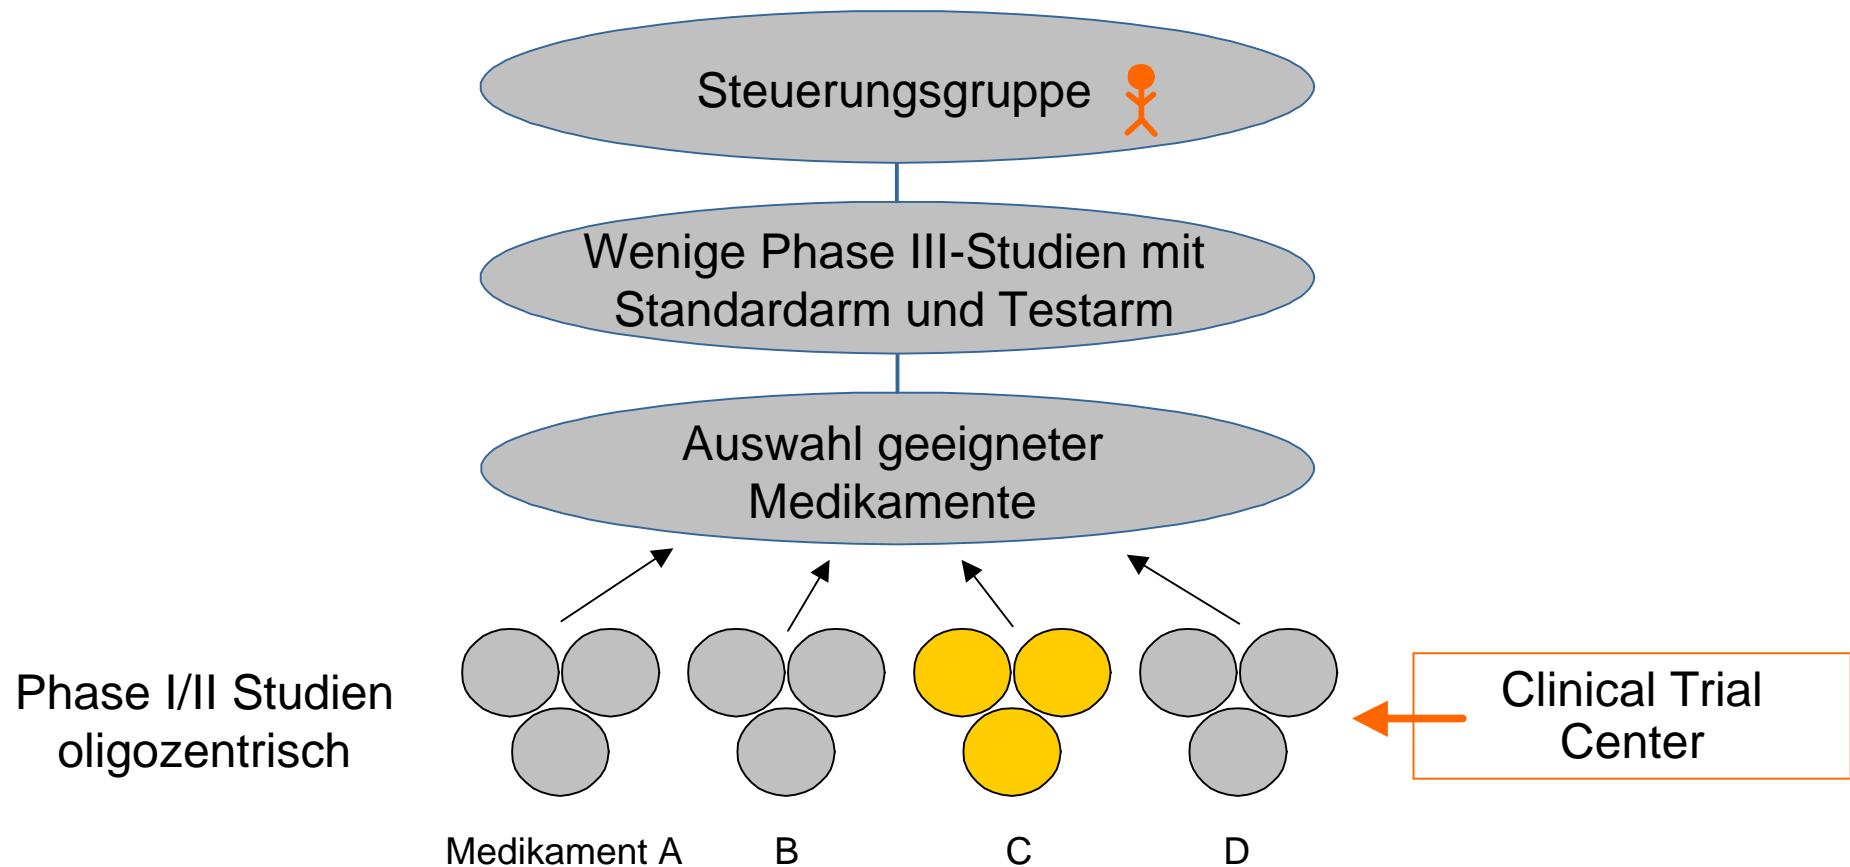 Steuerungsgruppe
Wenige Phase III-Studien mit
Standardarm und Testarm
Auswahl geeigneter
Medikamente
Phase I/II Studien
oligozentrisch
Clinical Trial
Center
Medikament A B C D